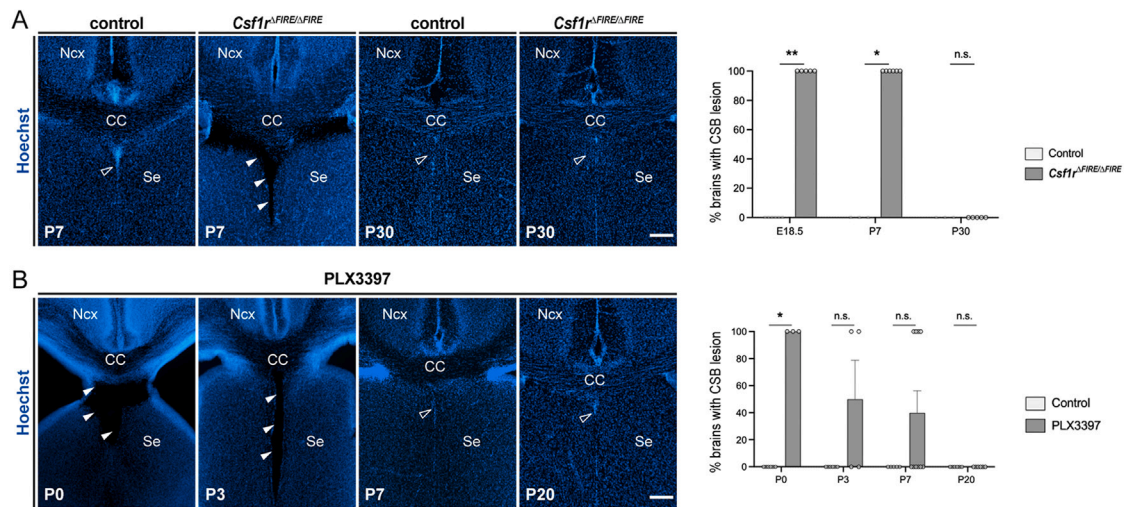 A
control
Csf1rΔFIRE/ΔFIRE
control
Csf1rΔFIRE/ΔFIRE
Hoechst
Ncx
CC
Se
P7
CC
Se
P7
Ncx
CC
Se
P30
CC
Se
P30
% brains with CSB lesion
100
80
60
40
20
0
**
*
n.s.
E18.5
P7
P30
Control
Csf1rΔFIRE/ΔFIRE
B
PLX3397
Hoechst
Ncx
CC
Se
P0
Ncx
CC
Se
P3
Ncx
CC
Se
P7
Ncx
CC
Se
P20
% brains with CSB lesion
100
80
60
40
20
0
*
n.s.
n.s.
n.s.
P0
P3
P7
P20
Control
PLX3397